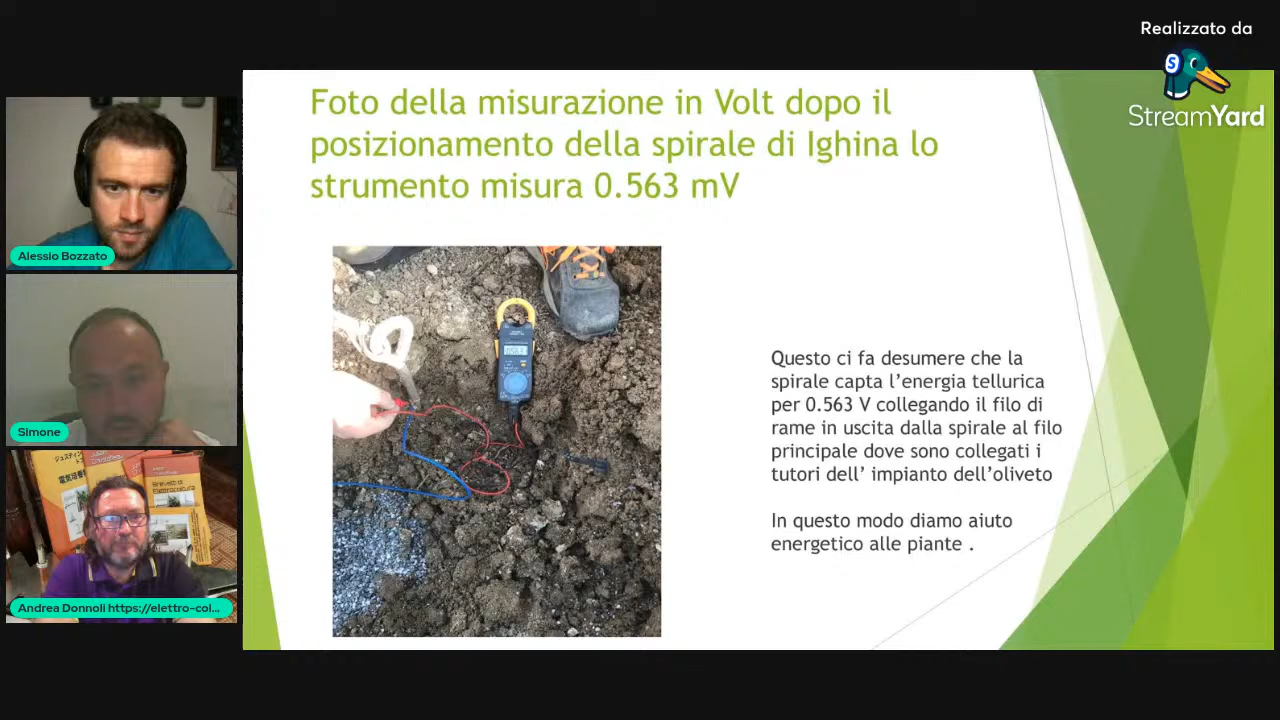 Realizzato da
StreamYard
Foto della misurazione in Volt dopo il
posizionamento della spirale di Ighina lo
strumento misura 0.563 mV
Questo ci fa desumere che la
spirale capta l'energia tellurica
per 0.563 V collegando il filo di
rame in uscita dalla spirale al filo
principale dove sono collegati i
tutori dell' impianto dell'oliveto
In questo modo diamo aiuto
energetico alle piante .
Alessio Bozzato
Simone
Brevetto di
Elettrocoltura
Andrea Donnoli https://elettro-col...